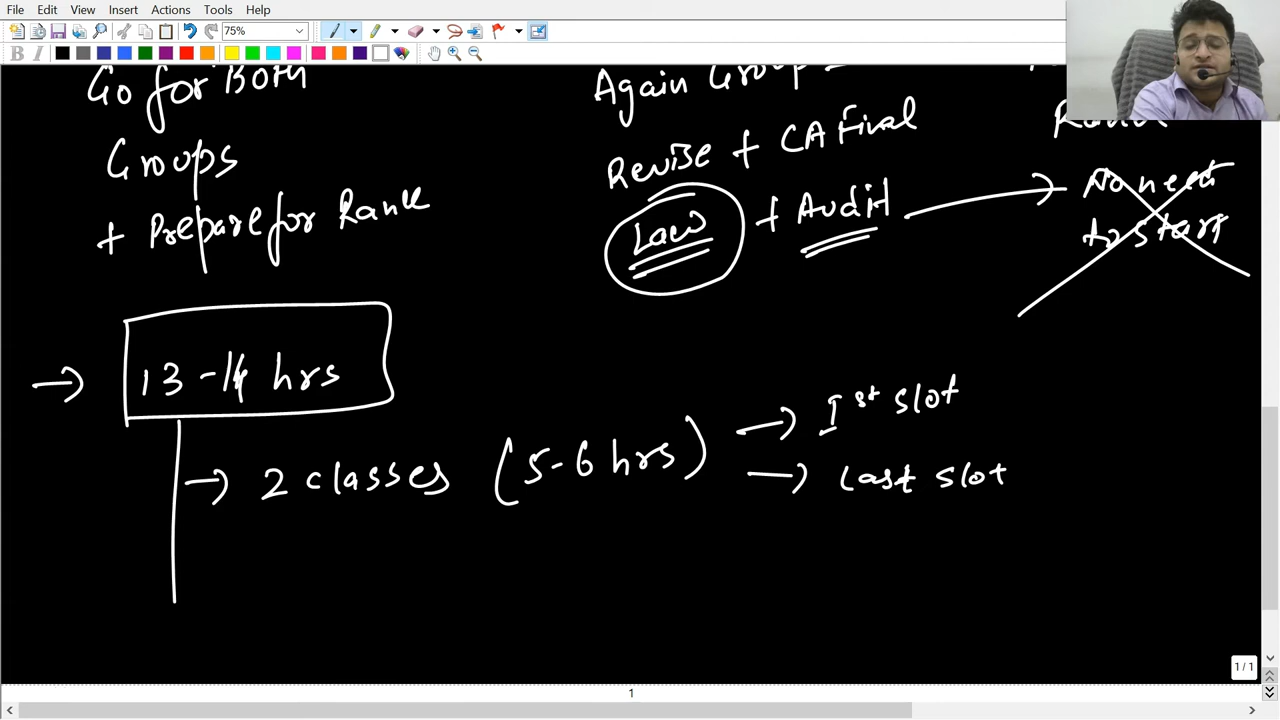 File Edit View Insert Actions Tools Help
75%
B I
Go for BOTH
Groups
+ Prepare for Rank
Again Group
Revise + CA Final
Law + Audit
No need
to start
→ 13-14 hrs
→ 2 classes (5-6 hrs) → Ist slot
→ Last slot
1/1
1